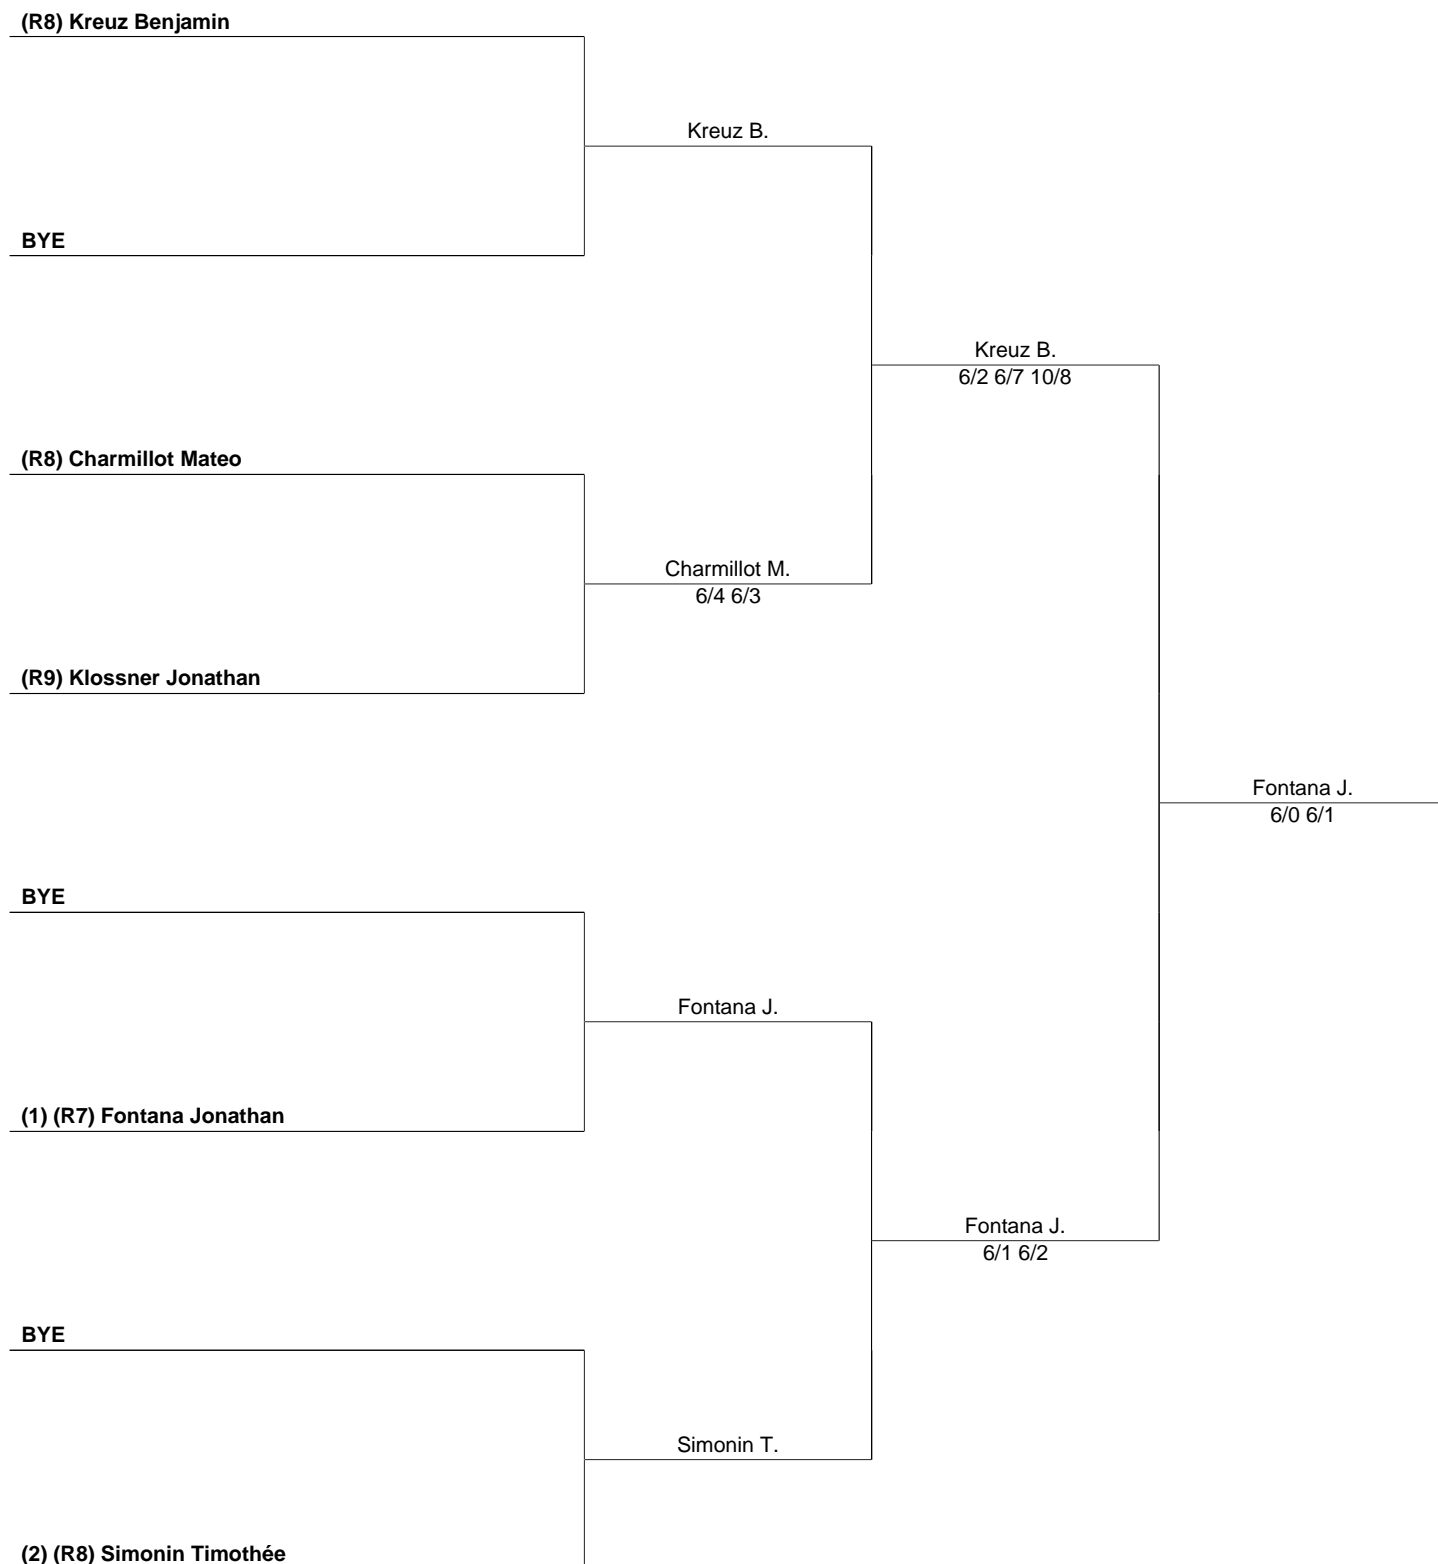 (R8) Kreuz Benjamin
Kreuz B.
BYE
Kreuz B.
6/2 6/7 10/8
(R8) Charmillot Mateo
Charmillot M.
6/4 6/3
(R9) Klossner Jonathan
Fontana J.
6/0 6/1
BYE
Fontana J.
(1) (R7) Fontana Jonathan
Fontana J.
6/1 6/2
BYE
Simonin T.
(2) (R8) Simonin Timothée